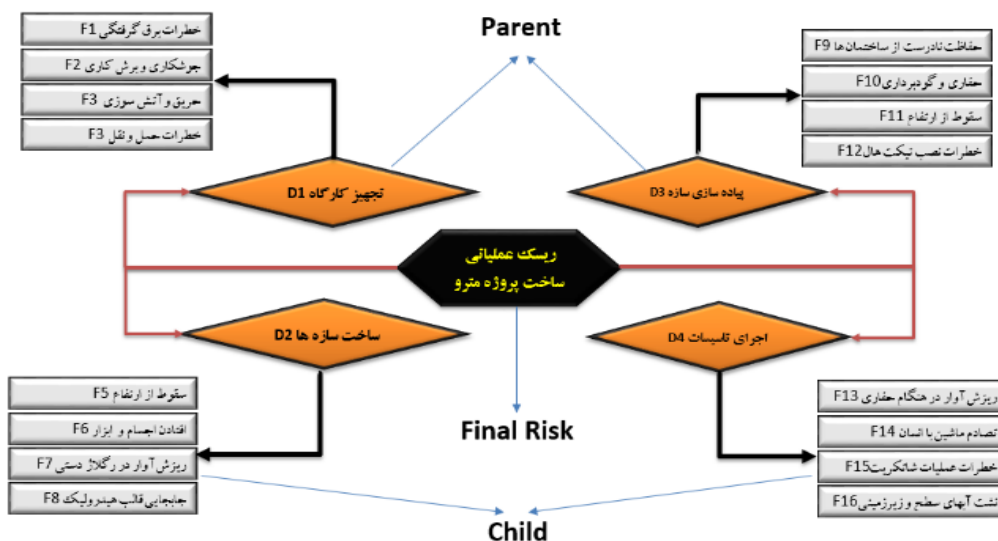 Parent
خطرات برق گرفتگی F1
جوشکاری و برش کاری F2
حریق و آتش سوزی F3
خطرات حمل و نقل F3
حفاظت نادرست از ساختمان‌ها F9
حفاری و گودبرداری F10
سقوط از ارتفاع F11
خطرات نصب تیکت هال F12
تجهیز کارگاه D1
پیاده سازی سازه D3
ریسک عملیاتی
ساخت پروژه مترو
ساخت سازه ها D2
اجرای تاسیسات D4
سقوط از ارتفاع F5
افتادن اجسام و ابزار F6
ریزش آوار در رگلاژ دستی F7
جابجایی قالب هیدرولیک F8
Final Risk
ریزش آوار در هنگام حفاری F13
تصادم ماشین با انسان F14
خطرات عملیات شاتکریت F15
نشت آبهای سطح و زیرزمینی F16
Child